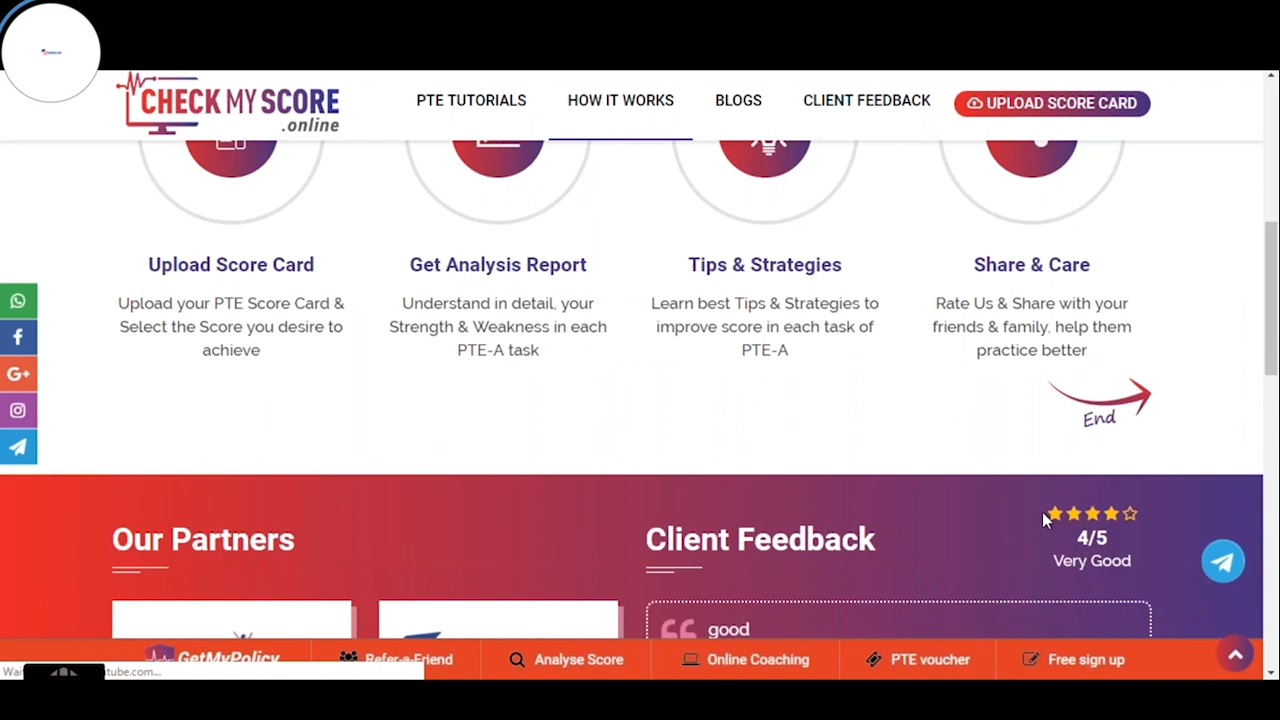 CHECK MY SCORE
.online
PTE TUTORIALS
HOW IT WORKS
BLOGS
CLIENT FEEDBACK
UPLOAD SCORE CARD
Upload Score Card
Upload your PTE Score Card &
Select the Score you desire to
achieve
Get Analysis Report
Understand in detail, your
Strength & Weakness in each
PTE-A task
Tips & Strategies
Learn best Tips & Strategies to
improve score in each task of
PTE-A
Share & Care
Rate Us & Share with your
friends & family, help them
practice better
End
Our Partners
Client Feedback
4/5
Very Good
good
GetMyPolicy
Refer-a-Friend
Analyse Score
Online Coaching
PTE voucher
Free sign up